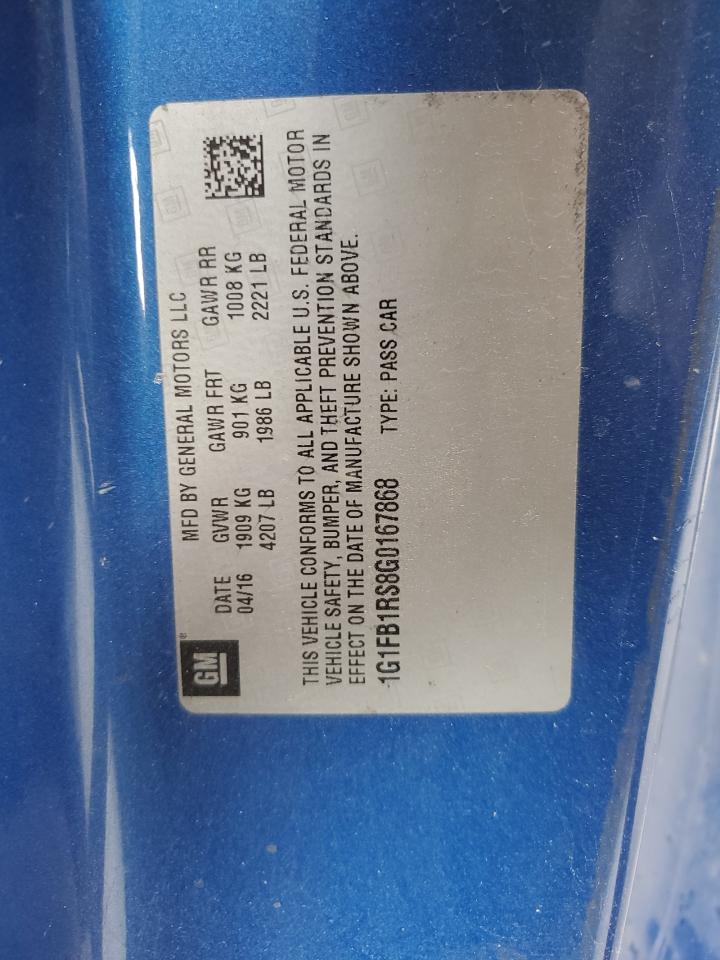 GM®
MFD BY GENERAL MOTORS LLC
DATE GVWR GAWR FRT GAWR RR
04/16 1909 KG 901 KG 1008 KG
4207 LB 1986 LB 2221 LB
THIS VEHICLE CONFORMS TO ALL APPLICABLE U.S. FEDERAL MOTOR
VEHICLE SAFETY, BUMPER, AND THEFT PREVENTION STANDARDS IN
EFFECT ON THE DATE OF MANUFACTURE SHOWN ABOVE.
1G1FB1RS8G0167868 TYPE: PASS CAR